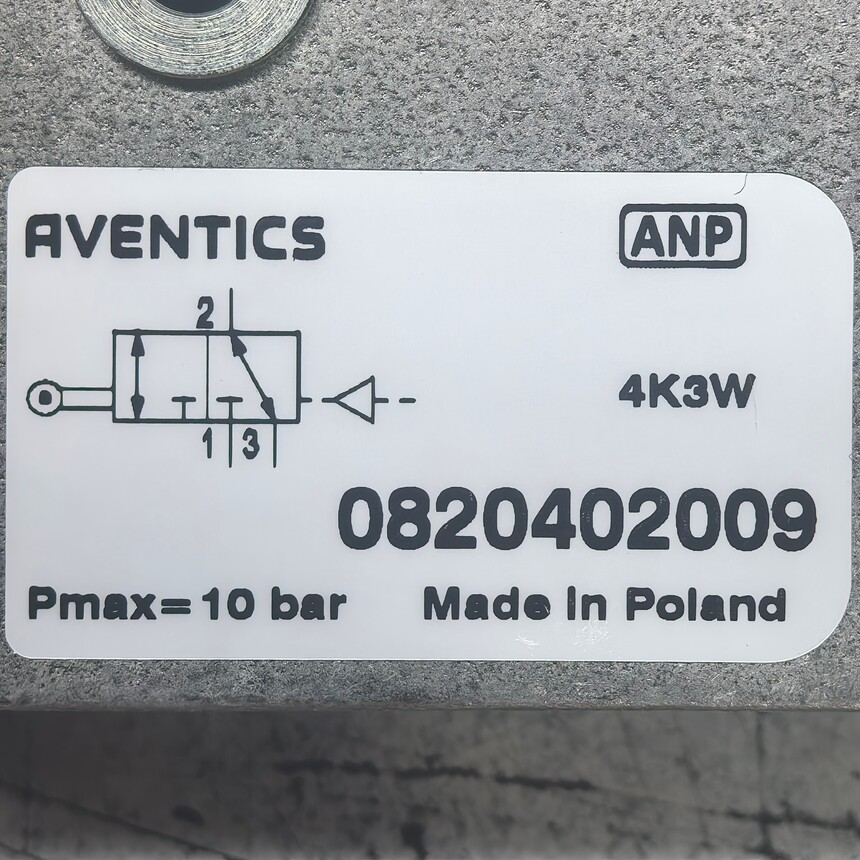 AVENTICS
ANP
2
4K3W
1 3
0820402009
Pmax= 10 bar
Made in Poland